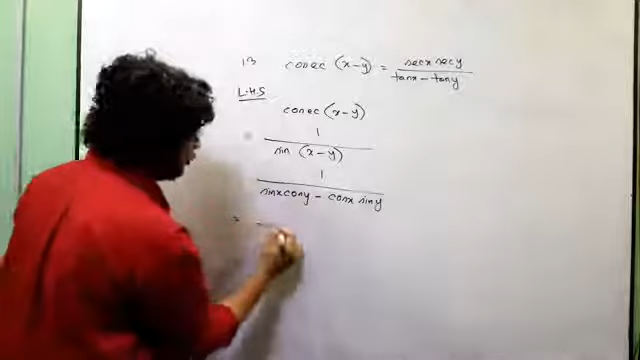 13 cosec (x-y) = secx secy / tanx - tany
L.H.S
cosec (x-y)
1 / sin (x-y)
1 / sinx cosy - cosx siny
=